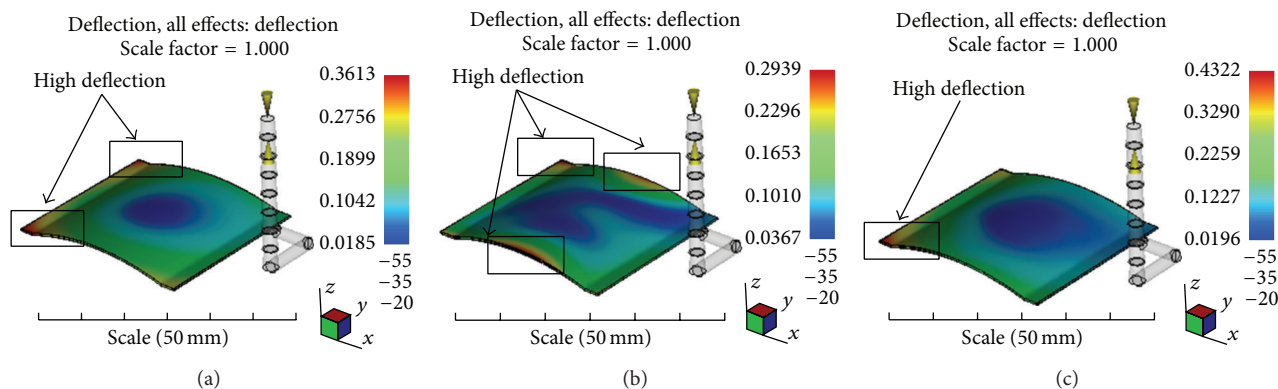 Deflection, all effects: deflection
Scale factor = 1.000
High deflection
0.3613
0.2756
0.1899
0.1042
0.0185
−55
−35
−20
z
y
x
Scale (50 mm)
(a)
Deflection, all effects: deflection
Scale factor = 1.000
High deflection
0.2939
0.2296
0.1653
0.1010
0.0367
−55
−35
−20
z
y
x
Scale (50 mm)
(b)
Deflection, all effects: deflection
Scale factor = 1.000
High deflection
0.4322
0.3290
0.2259
0.1227
0.0196
−55
−35
−20
z
y
x
Scale (50 mm)
(c)